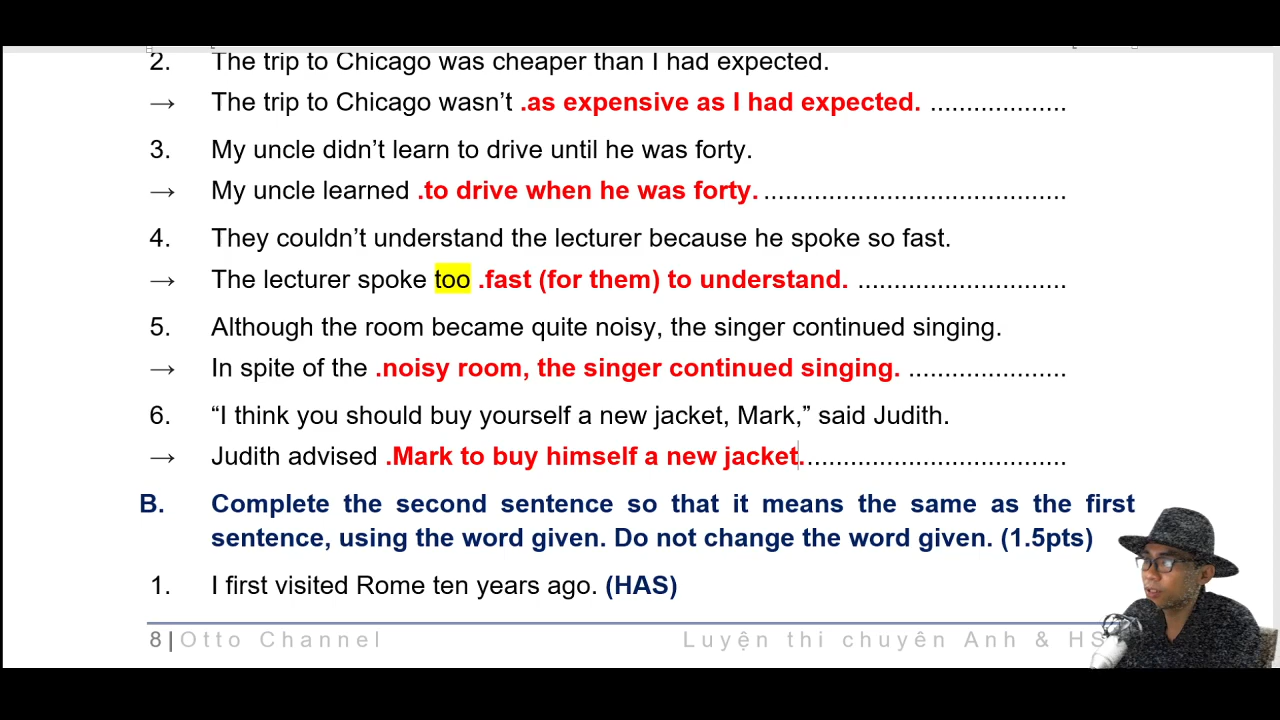 2. The trip to Chicago was cheaper than I had expected.
→ The trip to Chicago wasn’t .as expensive as I had expected. ...................
3. My uncle didn’t learn to drive until he was forty.
→ My uncle learned .to drive when he was forty. ..........................................
4. They couldn’t understand the lecturer because he spoke so fast.
→ The lecturer spoke too .fast (for them) to understand. .............................
5. Although the room became quite noisy, the singer continued singing.
→ In spite of the .noisy room, the singer continued singing. ......................
6. “I think you should buy yourself a new jacket, Mark,” said Judith.
→ Judith advised .Mark to buy himself a new jacket.....................................
B. Complete the second sentence so that it means the same as the first
sentence, using the word given. Do not change the word given. (1.5pts)
1. I first visited Rome ten years ago. (HAS)
8|Otto Channel Luyện thi chuyên Anh & HS